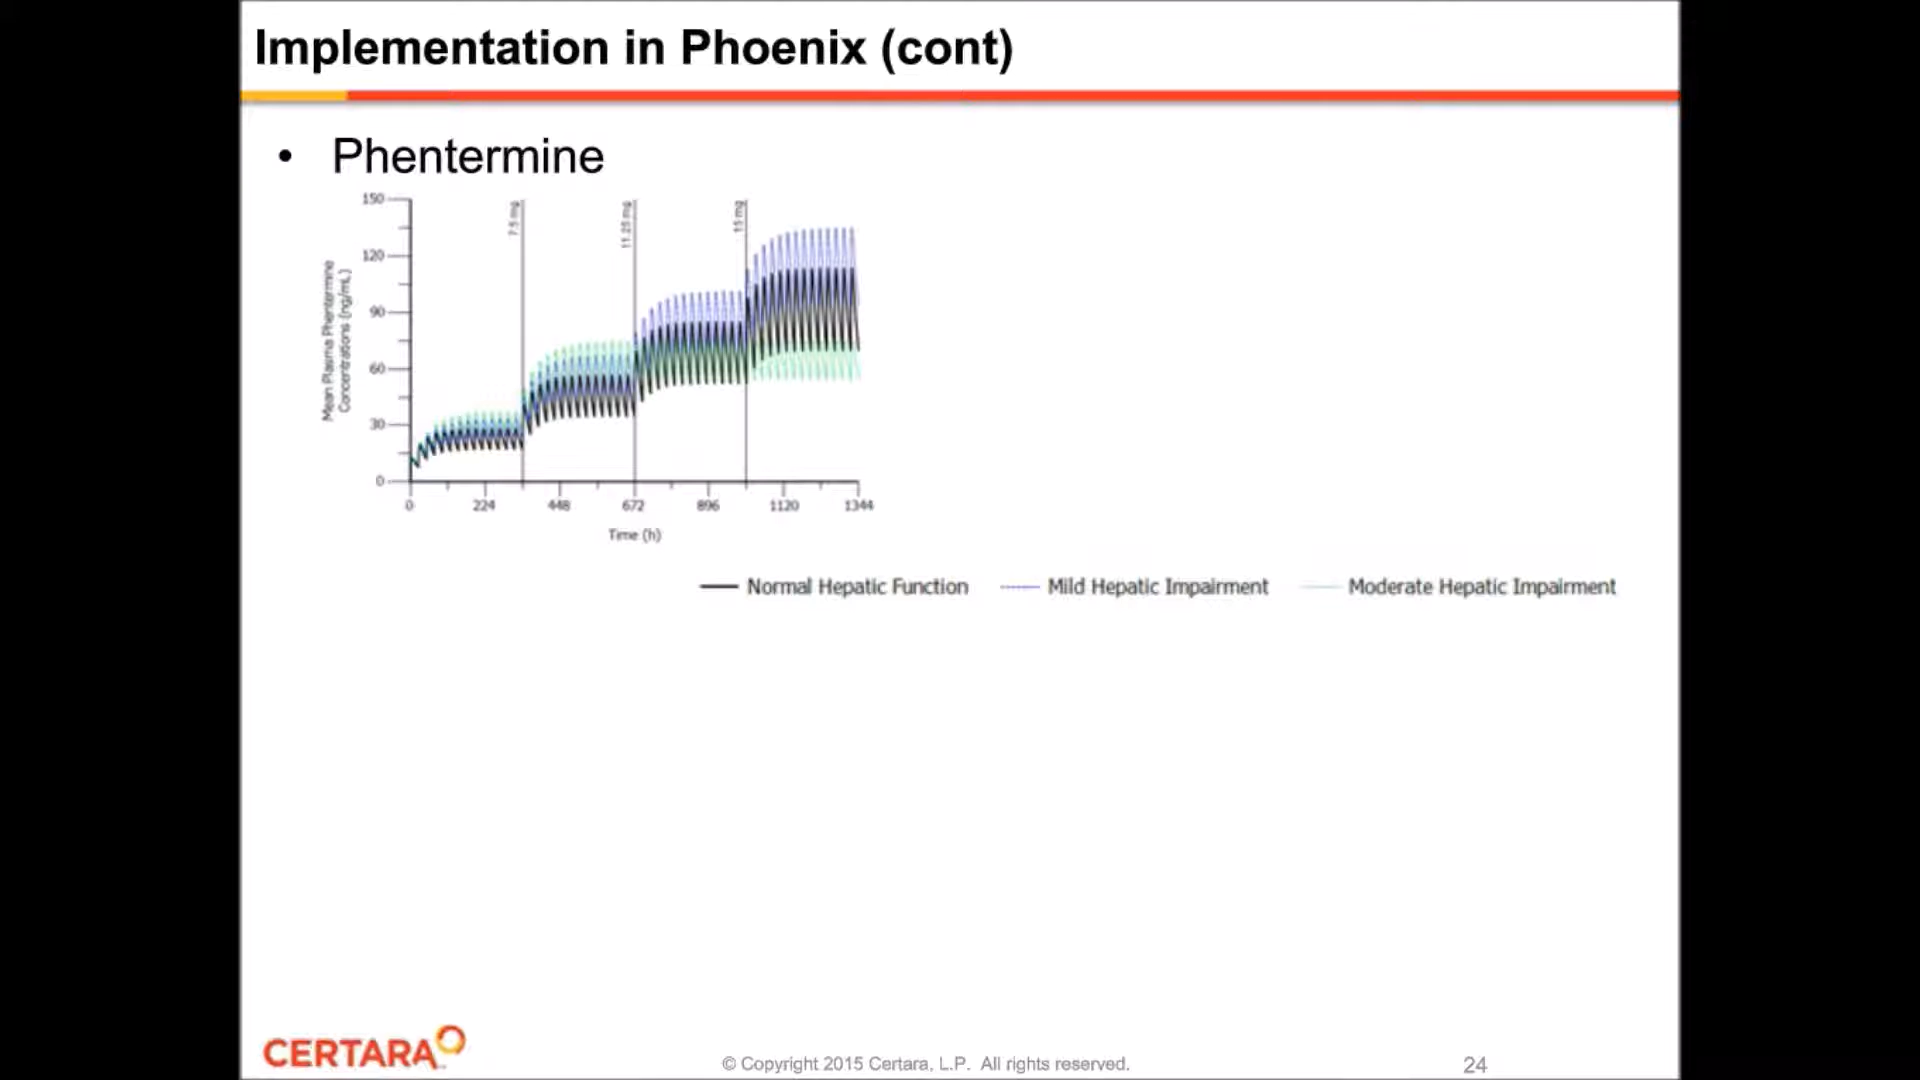 Implementation in Phoenix (cont)
• Phentermine
Mean Plasma Phentermine
Concentrations (ng/mL)
150
120
90
60
30
0
7.5 mg
11.25 mg
15 mg
0 224 448 672 896 1120 1344
Time (h)
Normal Hepatic Function Mild Hepatic Impairment Moderate Hepatic Impairment
CERTARA
© Copyright 2015 Certara, L.P. All rights reserved.
24